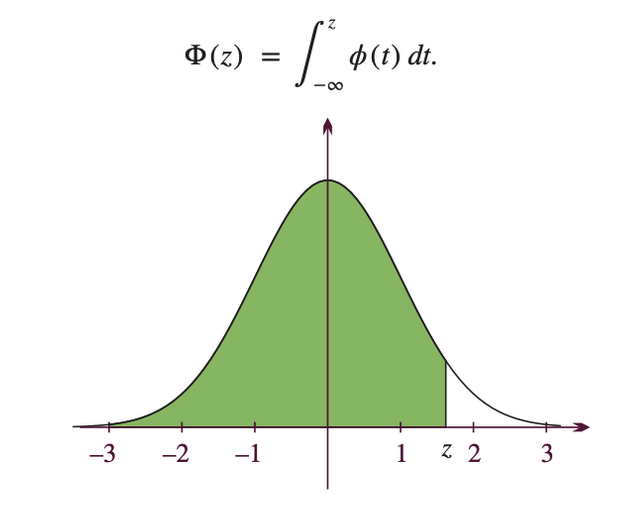 Φ(z) = ∫_{−∞}^{z} ϕ(t) dt.
–3 –2 –1 1 z 2 3